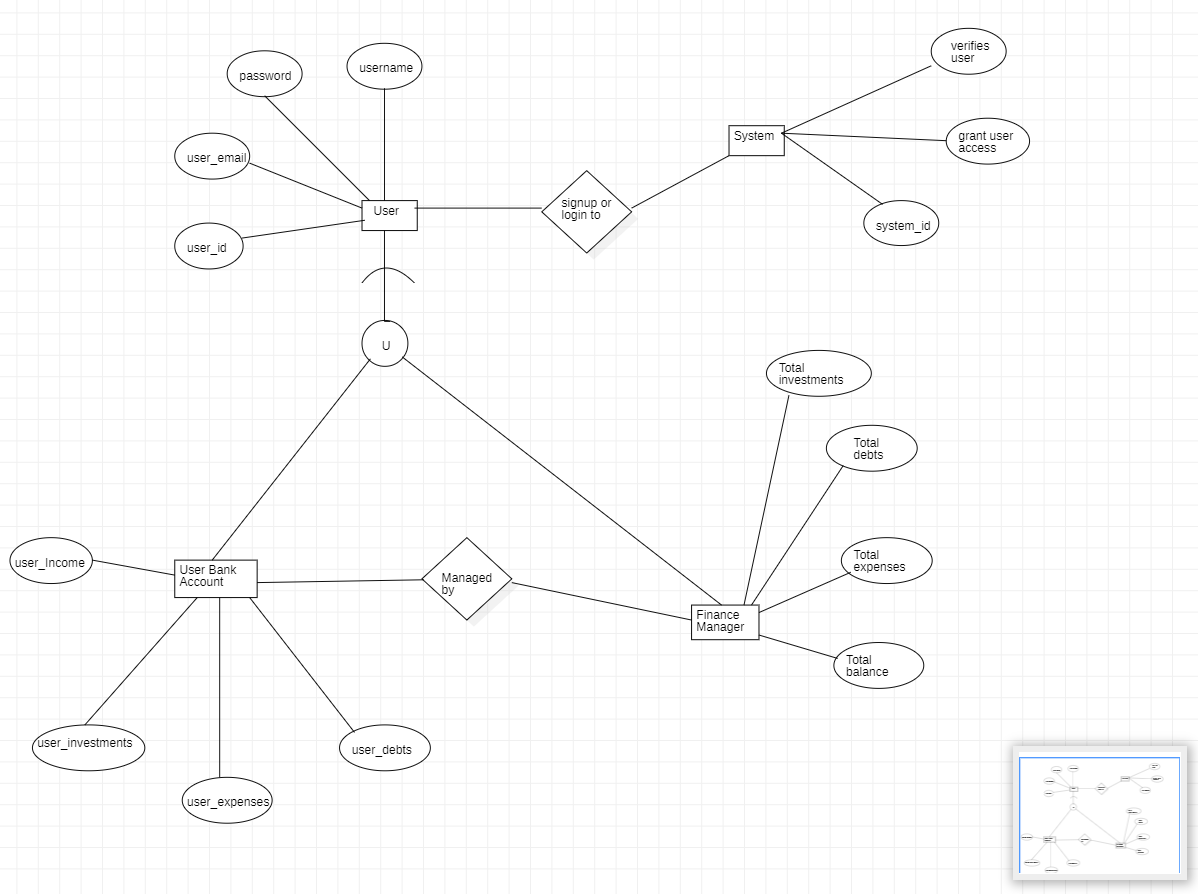 verifies
user
password
username
System
grant user
access
user_email
signup or
login to
User
system_id
user_id
U
Total
investments
Total
debts
Total
expenses
user_Income
User Bank
Account
Managed
by
Finance
Manager
Total
balance
user_investments
user_debts
user_expenses